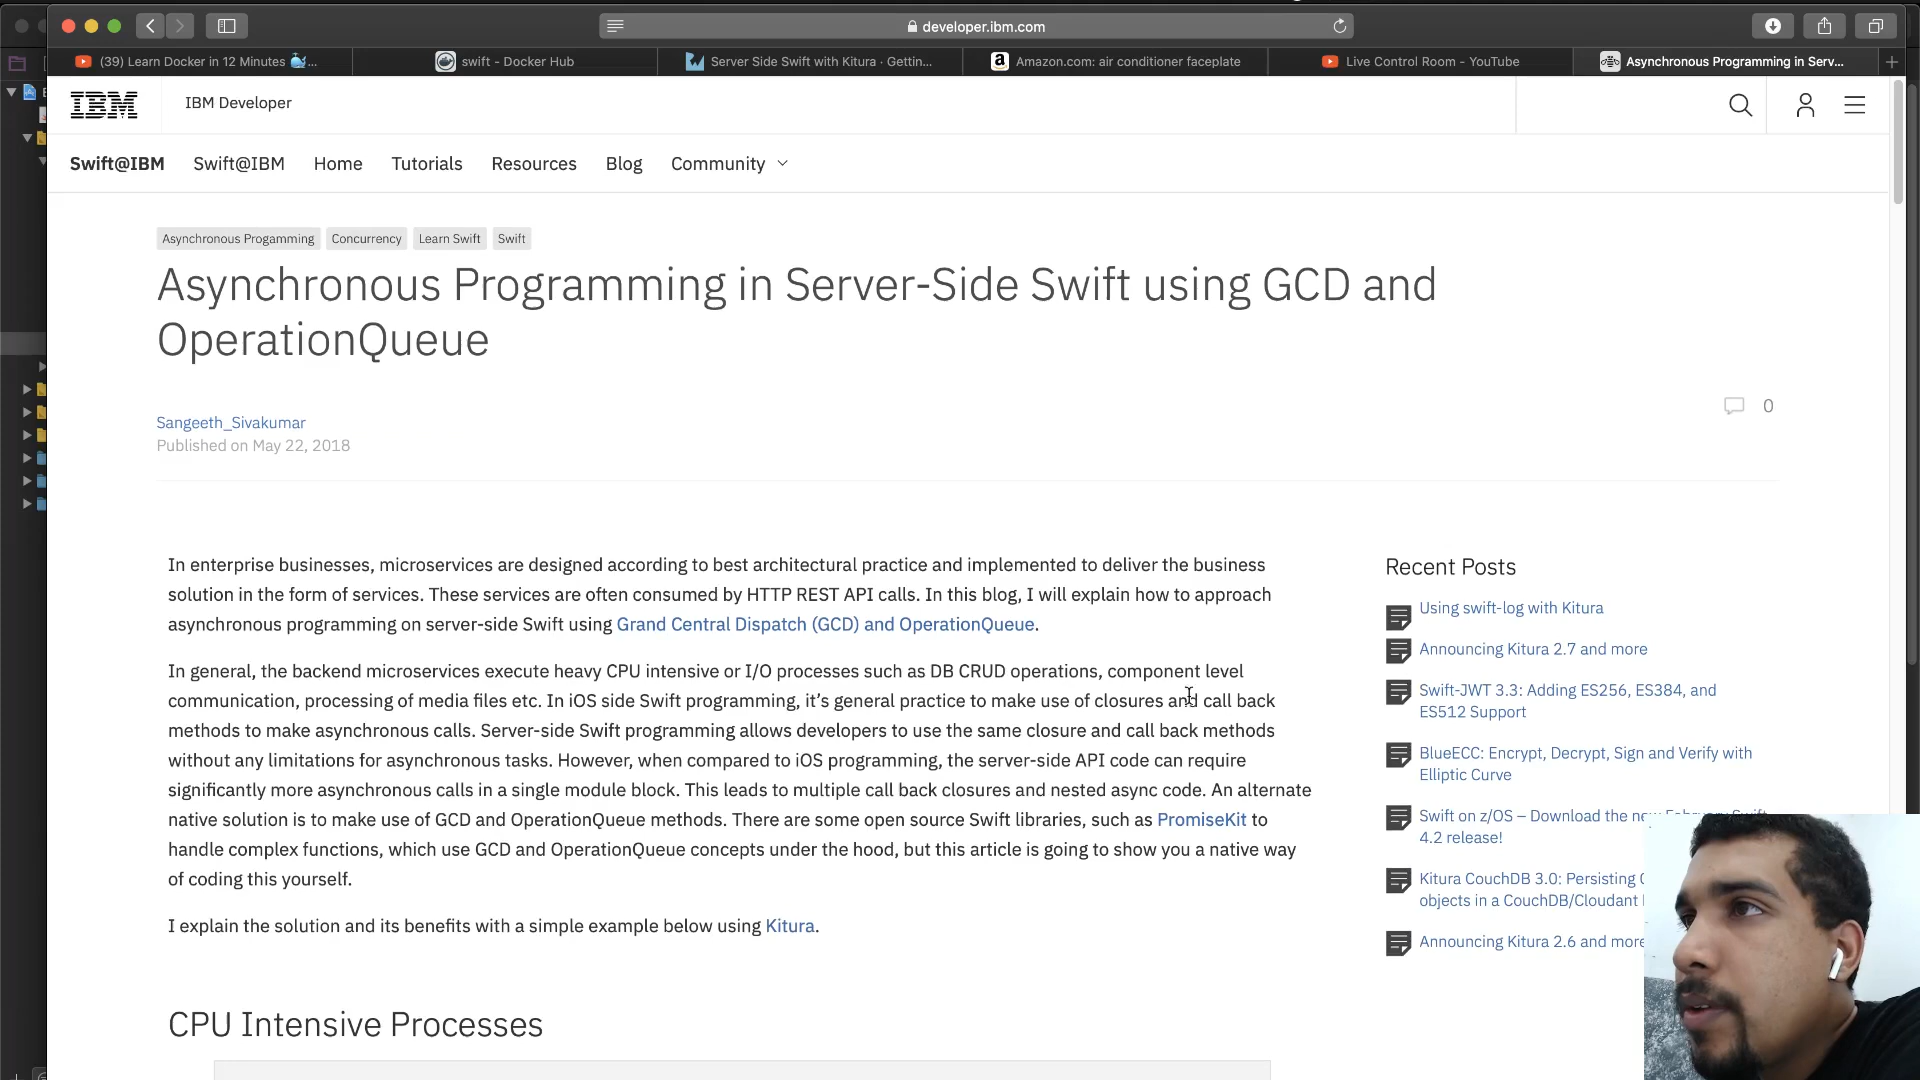 developer.ibm.com
(39) Learn Docker in 12 Minutes 🐳...
swift - Docker Hub
Server Side Swift with Kitura · Gettin...
Amazon.com: air conditioner faceplate
Live Control Room - YouTube
Asynchronous Programming in Serv...
IBM
IBM Developer
Swift@IBM
Swift@IBM
Home
Tutorials
Resources
Blog
Community
Asynchronous Progamming
Concurrency
Learn Swift
Swift
Asynchronous Programming in Server-Side Swift using GCD and
OperationQueue
Sangeeth_Sivakumar
Published on May 22, 2018
0
In enterprise businesses, microservices are designed according to best architectural practice and implemented to deliver the business
solution in the form of services. These services are often consumed by HTTP REST API calls. In this blog, I will explain how to approach
asynchronous programming on server-side Swift using Grand Central Dispatch (GCD) and OperationQueue.
In general, the backend microservices execute heavy CPU intensive or I/O processes such as DB CRUD operations, component level
communication, processing of media files etc. In iOS side Swift programming, it's general practice to make use of closures and call back
methods to make asynchronous calls. Server-side Swift programming allows developers to use the same closure and call back methods
without any limitations for asynchronous tasks. However, when compared to iOS programming, the server-side API code can require
significantly more asynchronous calls in a single module block. This leads to multiple call back closures and nested async code. An alternate
native solution is to make use of GCD and OperationQueue methods. There are some open source Swift libraries, such as PromiseKit to
handle complex functions, which use GCD and OperationQueue concepts under the hood, but this article is going to show you a native way
of coding this yourself.
I explain the solution and its benefits with a simple example below using Kitura.
CPU Intensive Processes
Recent Posts
Using swift-log with Kitura
Announcing Kitura 2.7 and more
Swift-JWT 3.3: Adding ES256, ES384, and
ES512 Support
BlueECC: Encrypt, Decrypt, Sign and Verify with
Elliptic Curve
Swift on z/OS – Download the new February Swift
4.2 release!
Kitura CouchDB 3.0: Persisting
objects in a CouchDB/Cloudant
Announcing Kitura 2.6 and more